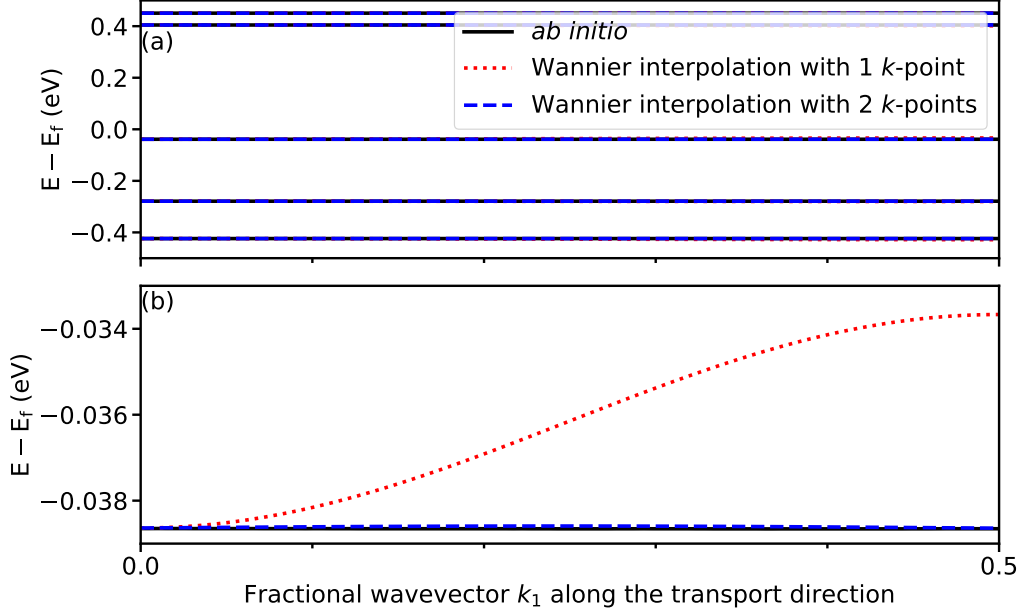 0.4
0.2
0.0
−0.2
−0.4
E − E_f (eV)
(a)
ab initio
Wannier interpolation with 1 k-point
Wannier interpolation with 2 k-points
(b)
−0.034
−0.036
−0.038
E − E_f (eV)
0.0
0.5
Fractional wavevector k₁ along the transport direction